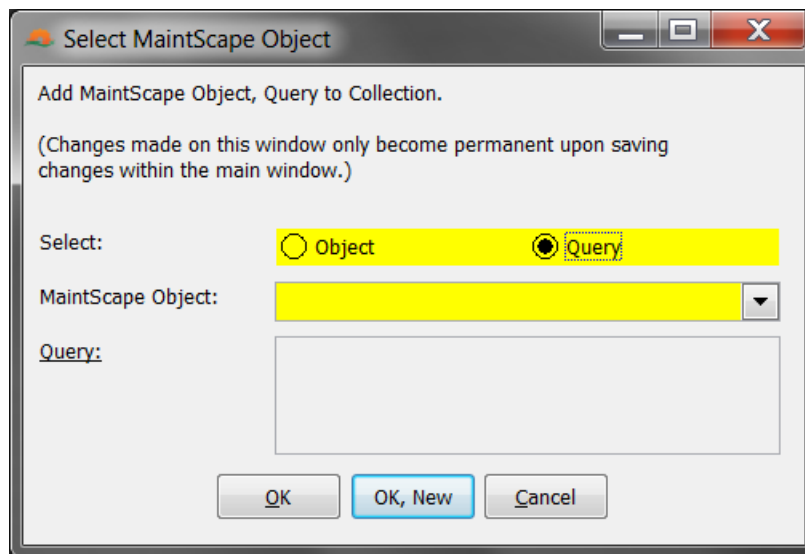 Select MaintScape Object
Add MaintScape Object, Query to Collection.
(Changes made on this window only become permanent upon saving
changes within the main window.)
Select:
Object
Query
MaintScape Object:
Query:
OK
OK, New
Cancel